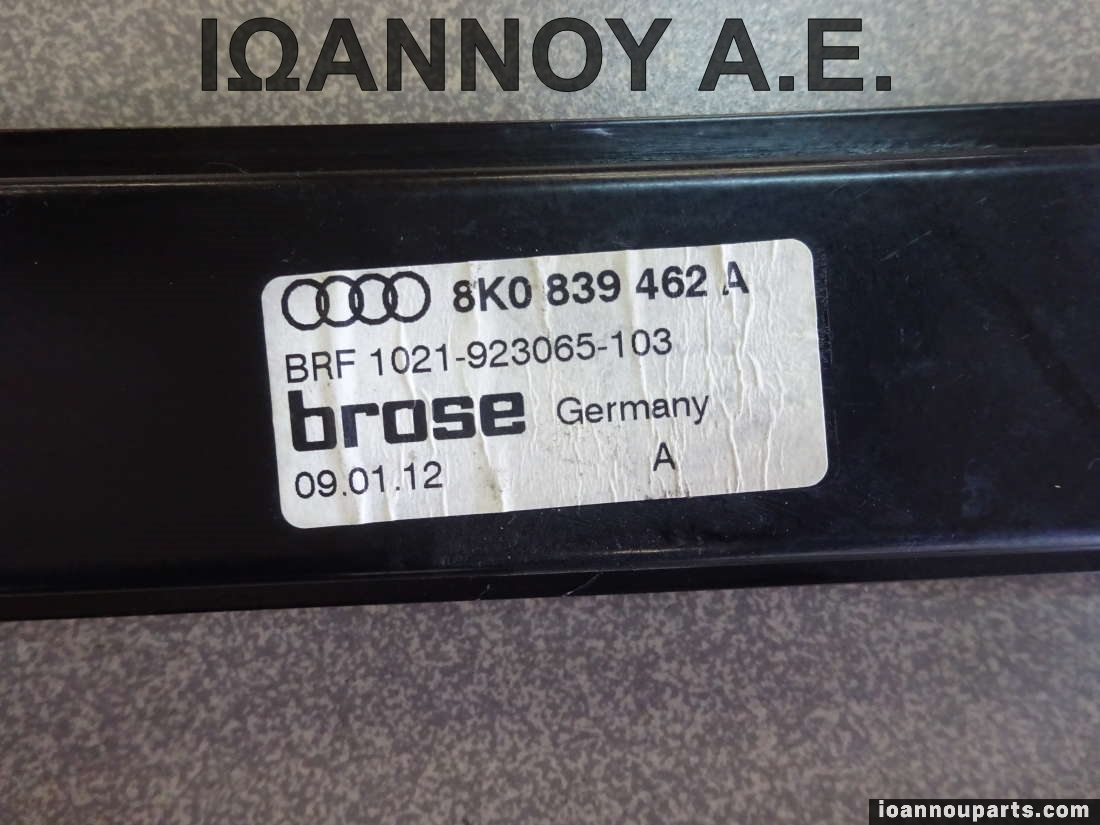 ΙΩΑΝΝΟΥ Α.Ε.
8K0 839 462 A
BRF 1021-923065-103
brose Germany
09.01.12 A
ioannouparts.com